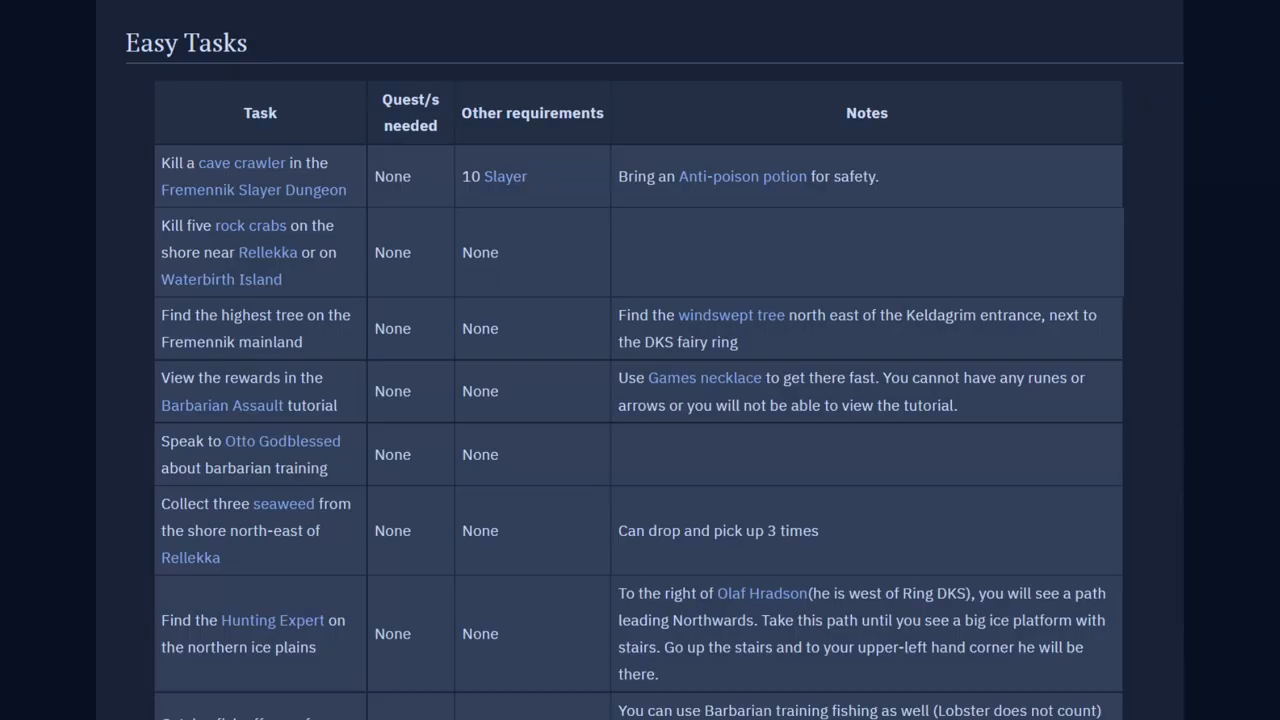 Easy Tasks
Task
Quest/s
needed
Other requirements
Notes
Kill a cave crawler in the
Fremennik Slayer Dungeon
None
10 Slayer
Bring an Anti-poison potion for safety.
Kill five rock crabs on the
shore near Rellekka or on
Waterbirth Island
None
None
Find the highest tree on the
Fremennik mainland
None
None
Find the windswept tree north east of the Keldagrim entrance, next to
the DKS fairy ring
View the rewards in the
Barbarian Assault tutorial
None
None
Use Games necklace to get there fast. You cannot have any runes or
arrows or you will not be able to view the tutorial.
Speak to Otto Godblessed
about barbarian training
None
None
Collect three seaweed from
the shore north-east of
Rellekka
None
None
Can drop and pick up 3 times
Find the Hunting Expert on
the northern ice plains
None
None
To the right of Olaf Hradson(he is west of Ring DKS), you will see a path
leading Northwards. Take this path until you see a big ice platform with
stairs. Go up the stairs and to your upper-left hand corner he will be
there.
You can use Barbarian training fishing as well (Lobster does not count)